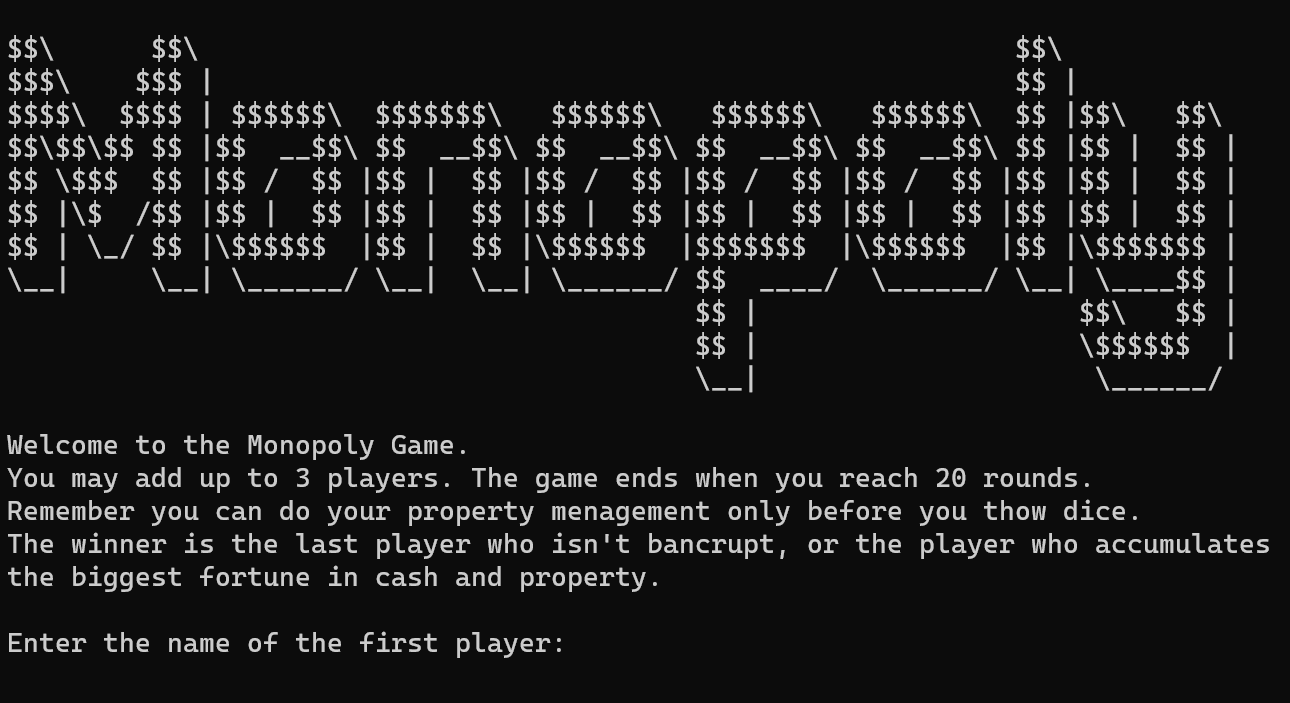 Monopoly
Welcome to the Monopoly Game.
You may add up to 3 players. The game ends when you reach 20 rounds.
Remember you can do your property menagement only before you thow dice.
The winner is the last player who isn't bancrupt, or the player who accumulates
the biggest fortune in cash and property.
Enter the name of the first player: